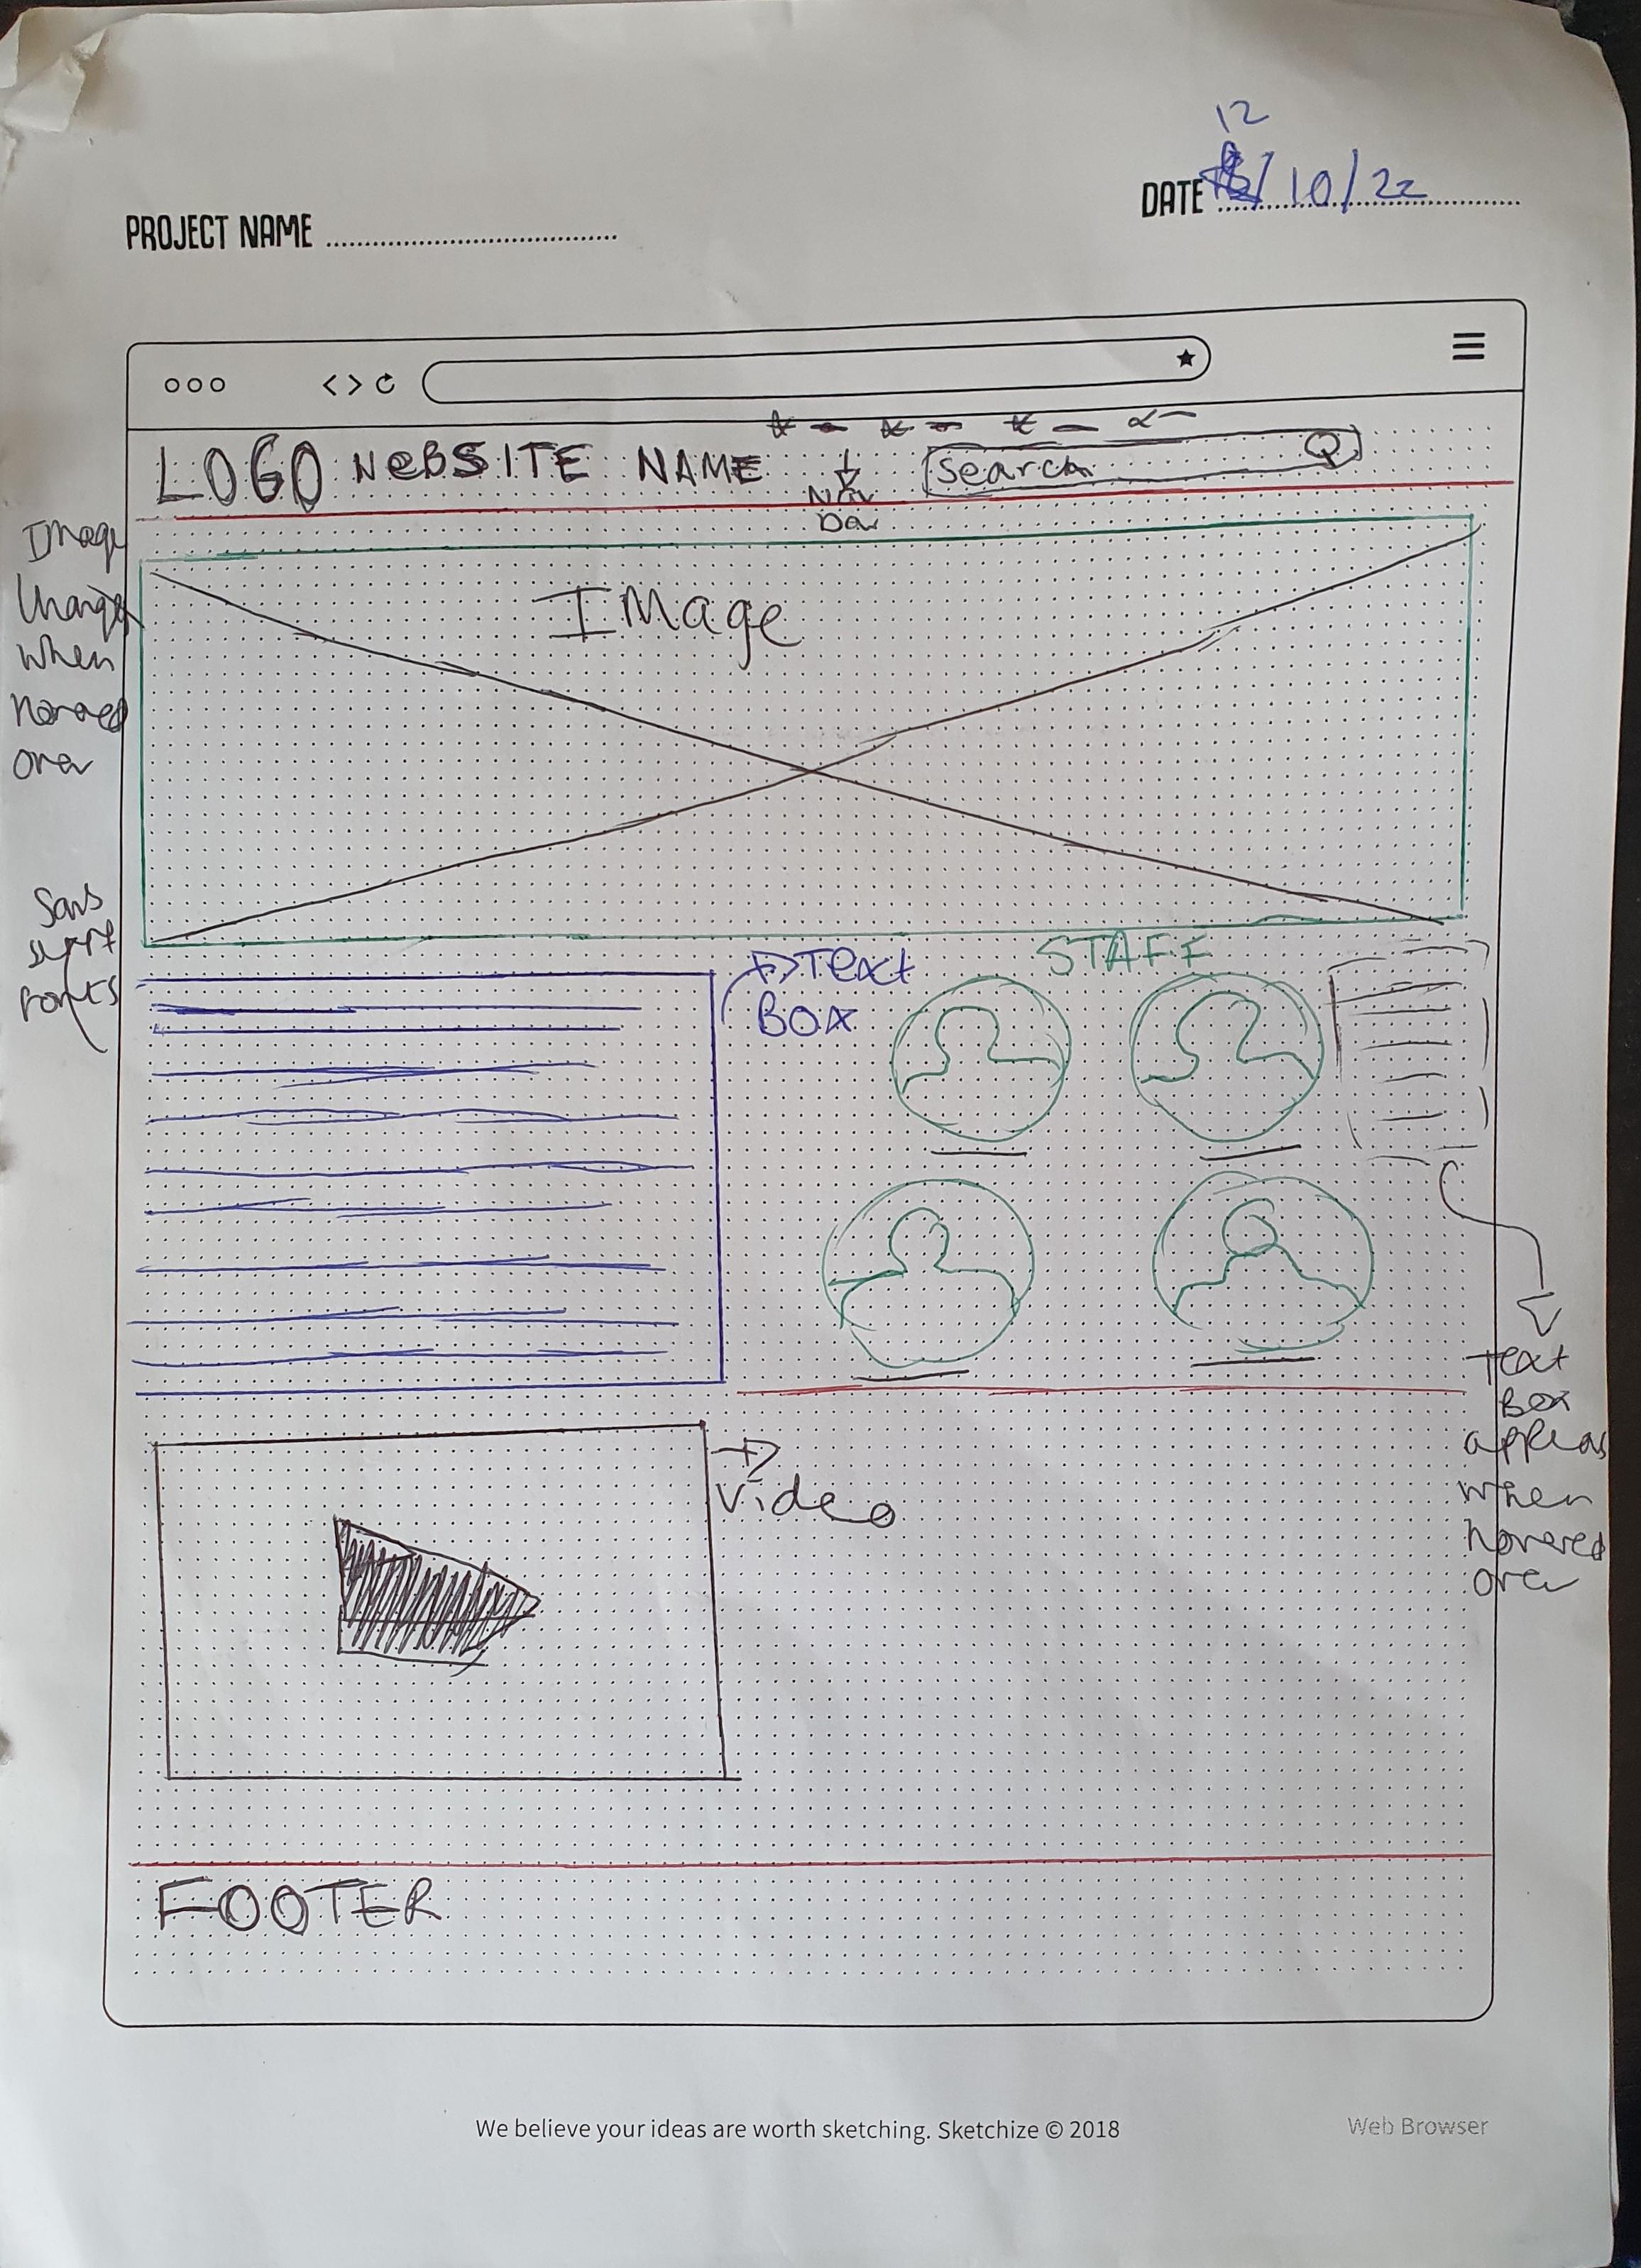 12
DATE /10/22
PROJECT NAME
LOGO WEBSITE NAME
Search
Nav
Bar
Image
Changes
when
hovered
over
IMage
Sans
serif
Fonts
Text
BOX
STAFF
Text
Box
appears
when
hovered
over
Video
FOOTER
We believe your ideas are worth sketching. Sketchize © 2018
Web Browser